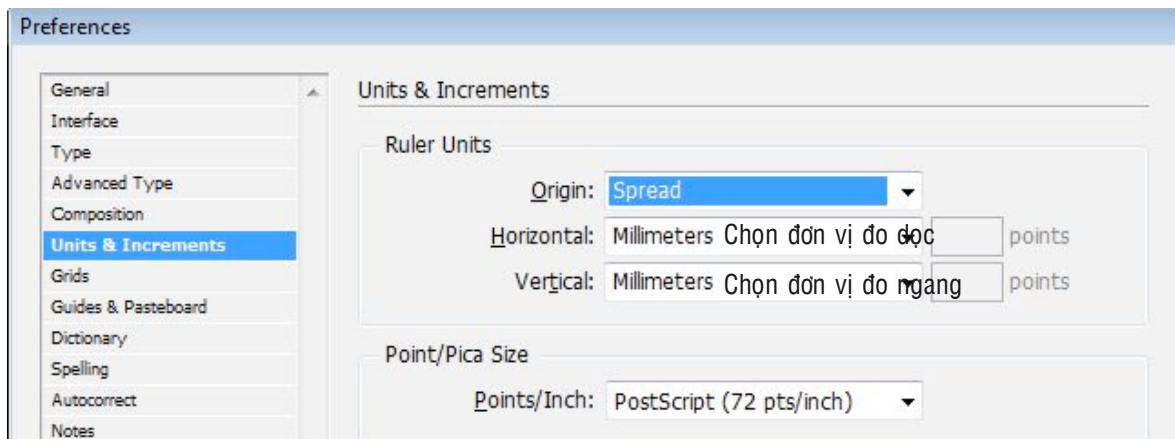 Preferences
General
Interface
Type
Advanced Type
Composition
Units & Increments
Grids
Guides & Pasteboard
Dictionary
Spelling
Autocorrect
Notes
Units & Increments
Ruler Units
Origin: Spread
Horizontal: Millimeters Chọn đơn vị đo dọc points
Vertical: Millimeters Chọn đơn vị đo ngang points
Point/Pica Size
Points/Inch: PostScript (72 pts/inch)